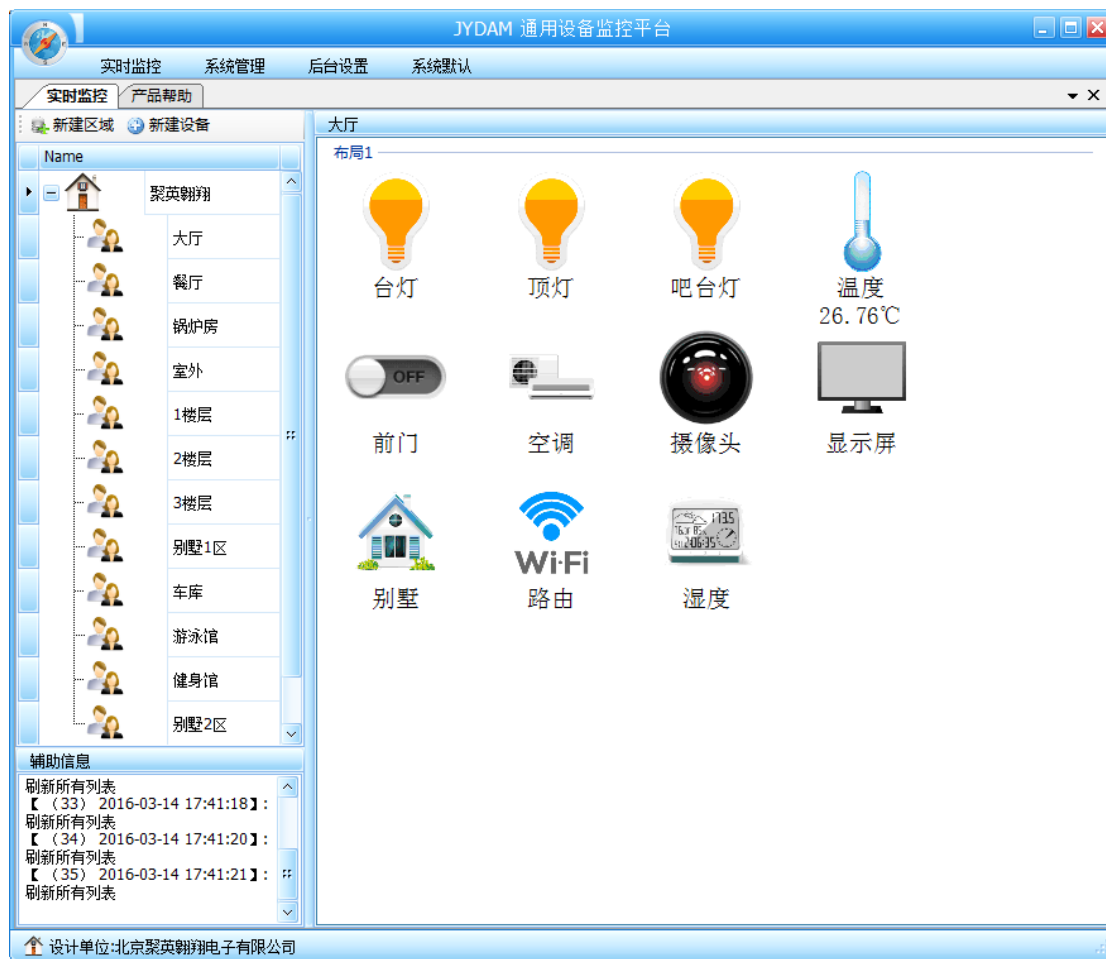 JYDAM 通用设备监控平台
实时监控 系统管理 后台设置 系统默认
实时监控 产品帮助
新建区域 新建设备
大厅
Name
布局1
聚英翱翔
大厅
餐厅
锅炉房
室外
1楼层
2楼层
3楼层
别墅1区
车库
游泳馆
健身馆
别墅2区
台灯 顶灯 吧台灯 温度
26.76℃
OFF
前门 空调 摄像头 显示屏
Wi-Fi
别墅 路由 湿度
辅助信息
刷新所有列表
【 （33） 2016-03-14 17:41:18】:
刷新所有列表
【 （34） 2016-03-14 17:41:20】:
刷新所有列表
【 （35） 2016-03-14 17:41:21】:
刷新所有列表
设计单位:北京聚英翱翔电子有限公司